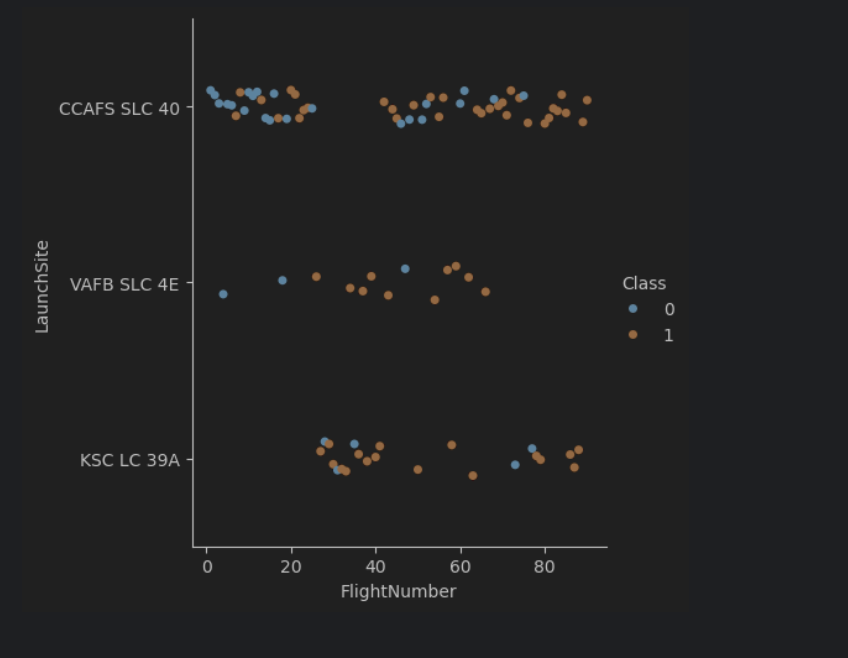 CCAFS SLC 40
VAFB SLC 4E
KSC LC 39A
LaunchSite
0 20 40 60 80
FlightNumber
Class
0
1